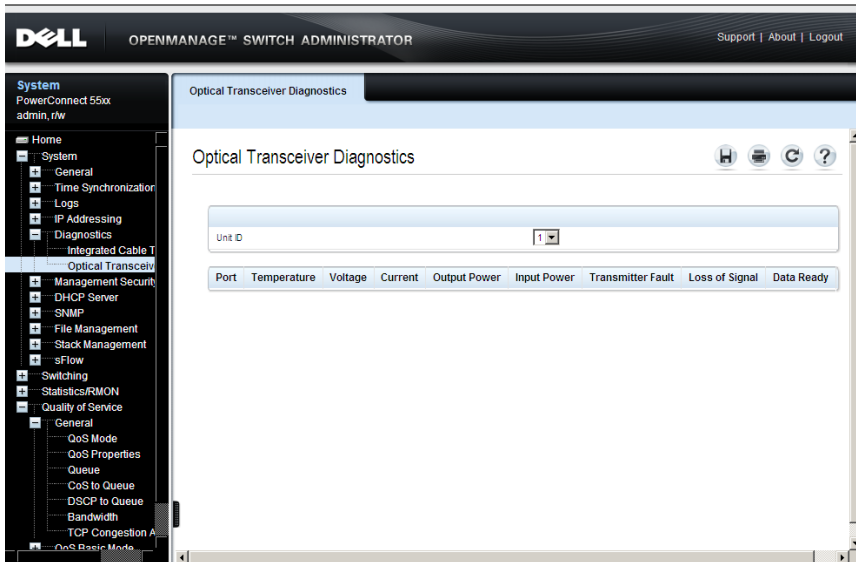 DELL
OPENMANAGE™ SWITCH ADMINISTRATOR
Support | About | Logout
System
PowerConnect 55xx
admin, r/w
Home
System
General
Time Synchronization
Logs
IP Addressing
Diagnostics
Integrated Cable T
Optical Transceiv
Management Securit
DHCP Server
SNMP
File Management
Stack Management
sFlow
Switching
Statistics/RMON
Quality of Service
General
QoS Mode
QoS Properties
Queue
CoS to Queue
DSCP to Queue
Bandwidth
TCP Congestion A
QoS Basic Mode
Optical Transceiver Diagnostics
Optical Transceiver Diagnostics
Unit ID 1
Port Temperature Voltage Current Output Power Input Power Transmitter Fault Loss of Signal Data Ready